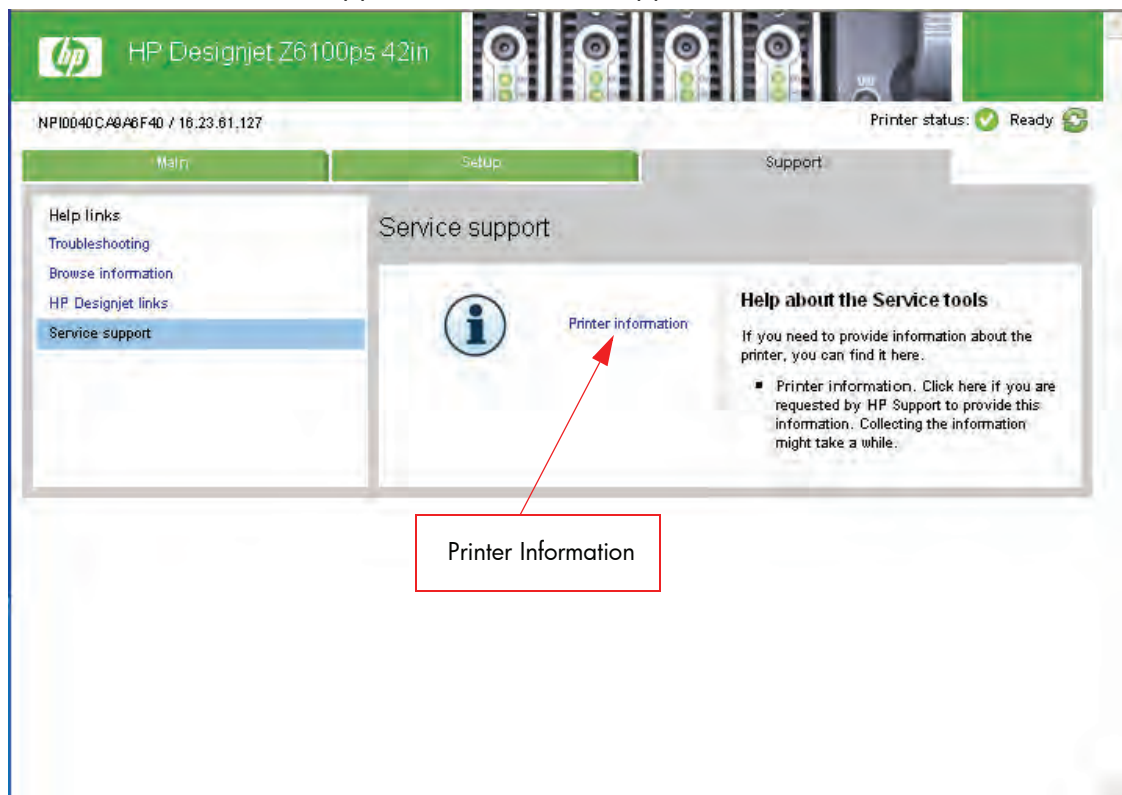 hp HP Designjet Z6100ps 42in
NPI0040CA9A6F40 / 16.23.61.127
Printer status: Ready
Main
Setup
Support
Help links
Troubleshooting
Browse information
HP Designjet links
Service support
Service support
Printer information
Help about the Service tools
If you need to provide information about the
printer, you can find it here.
▪ Printer information. Click here if you are
requested by HP Support to provide this
information. Collecting the information
might take a while.
Printer Information